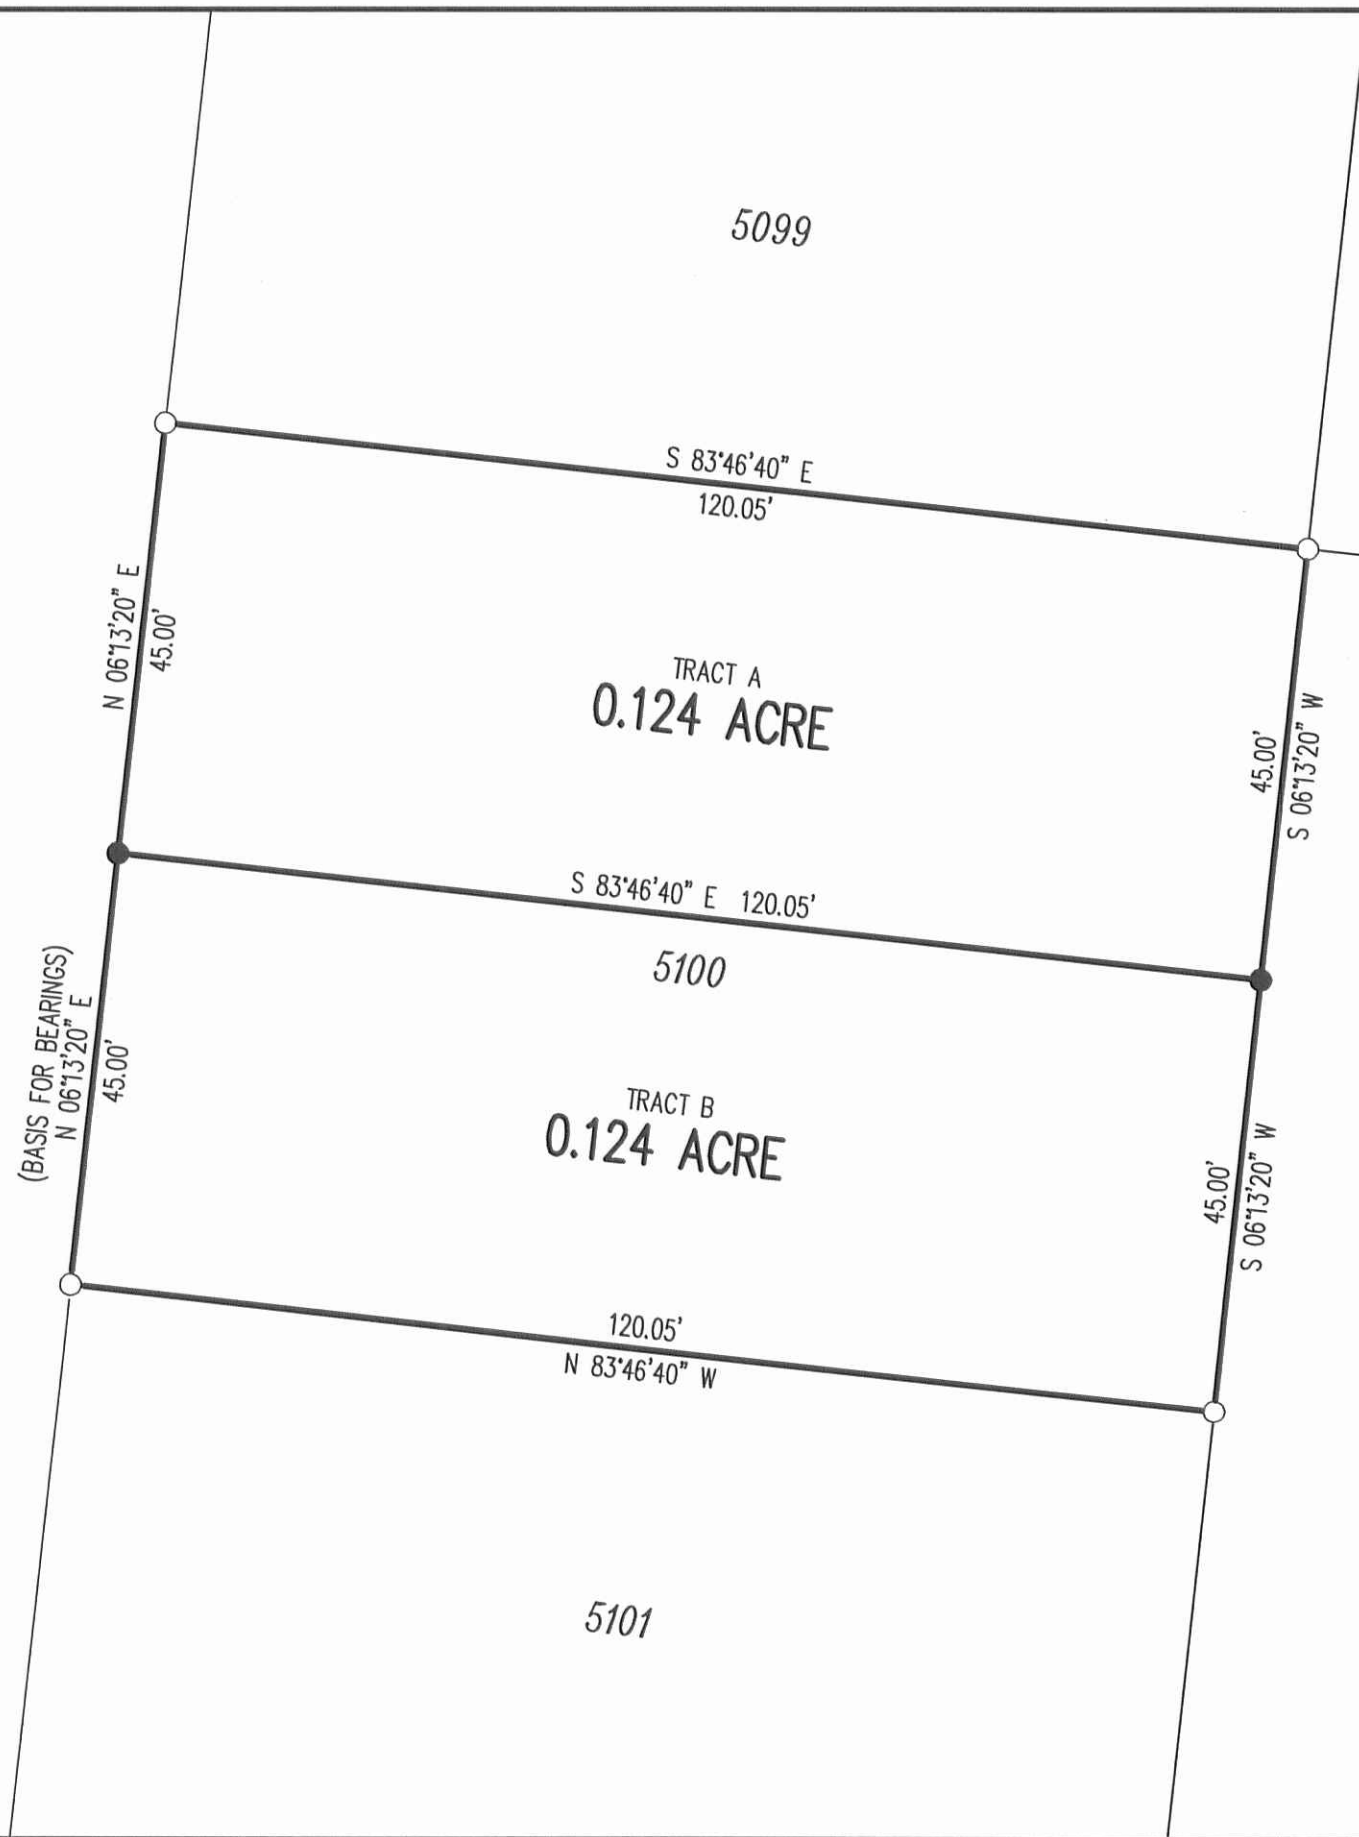 5099
S 83°46'40" E
120.05'
N 06°13'20" E
45.00'
TRACT A
0.124 ACRE
45.00'
S 06°13'20" W
S 83°46'40" E 120.05'
5100
(BASIS FOR BEARINGS)
N 06°13'20" E
45.00'
TRACT B
0.124 ACRE
45.00'
S 06°13'20" W
120.05'
N 83°46'40" W
5101